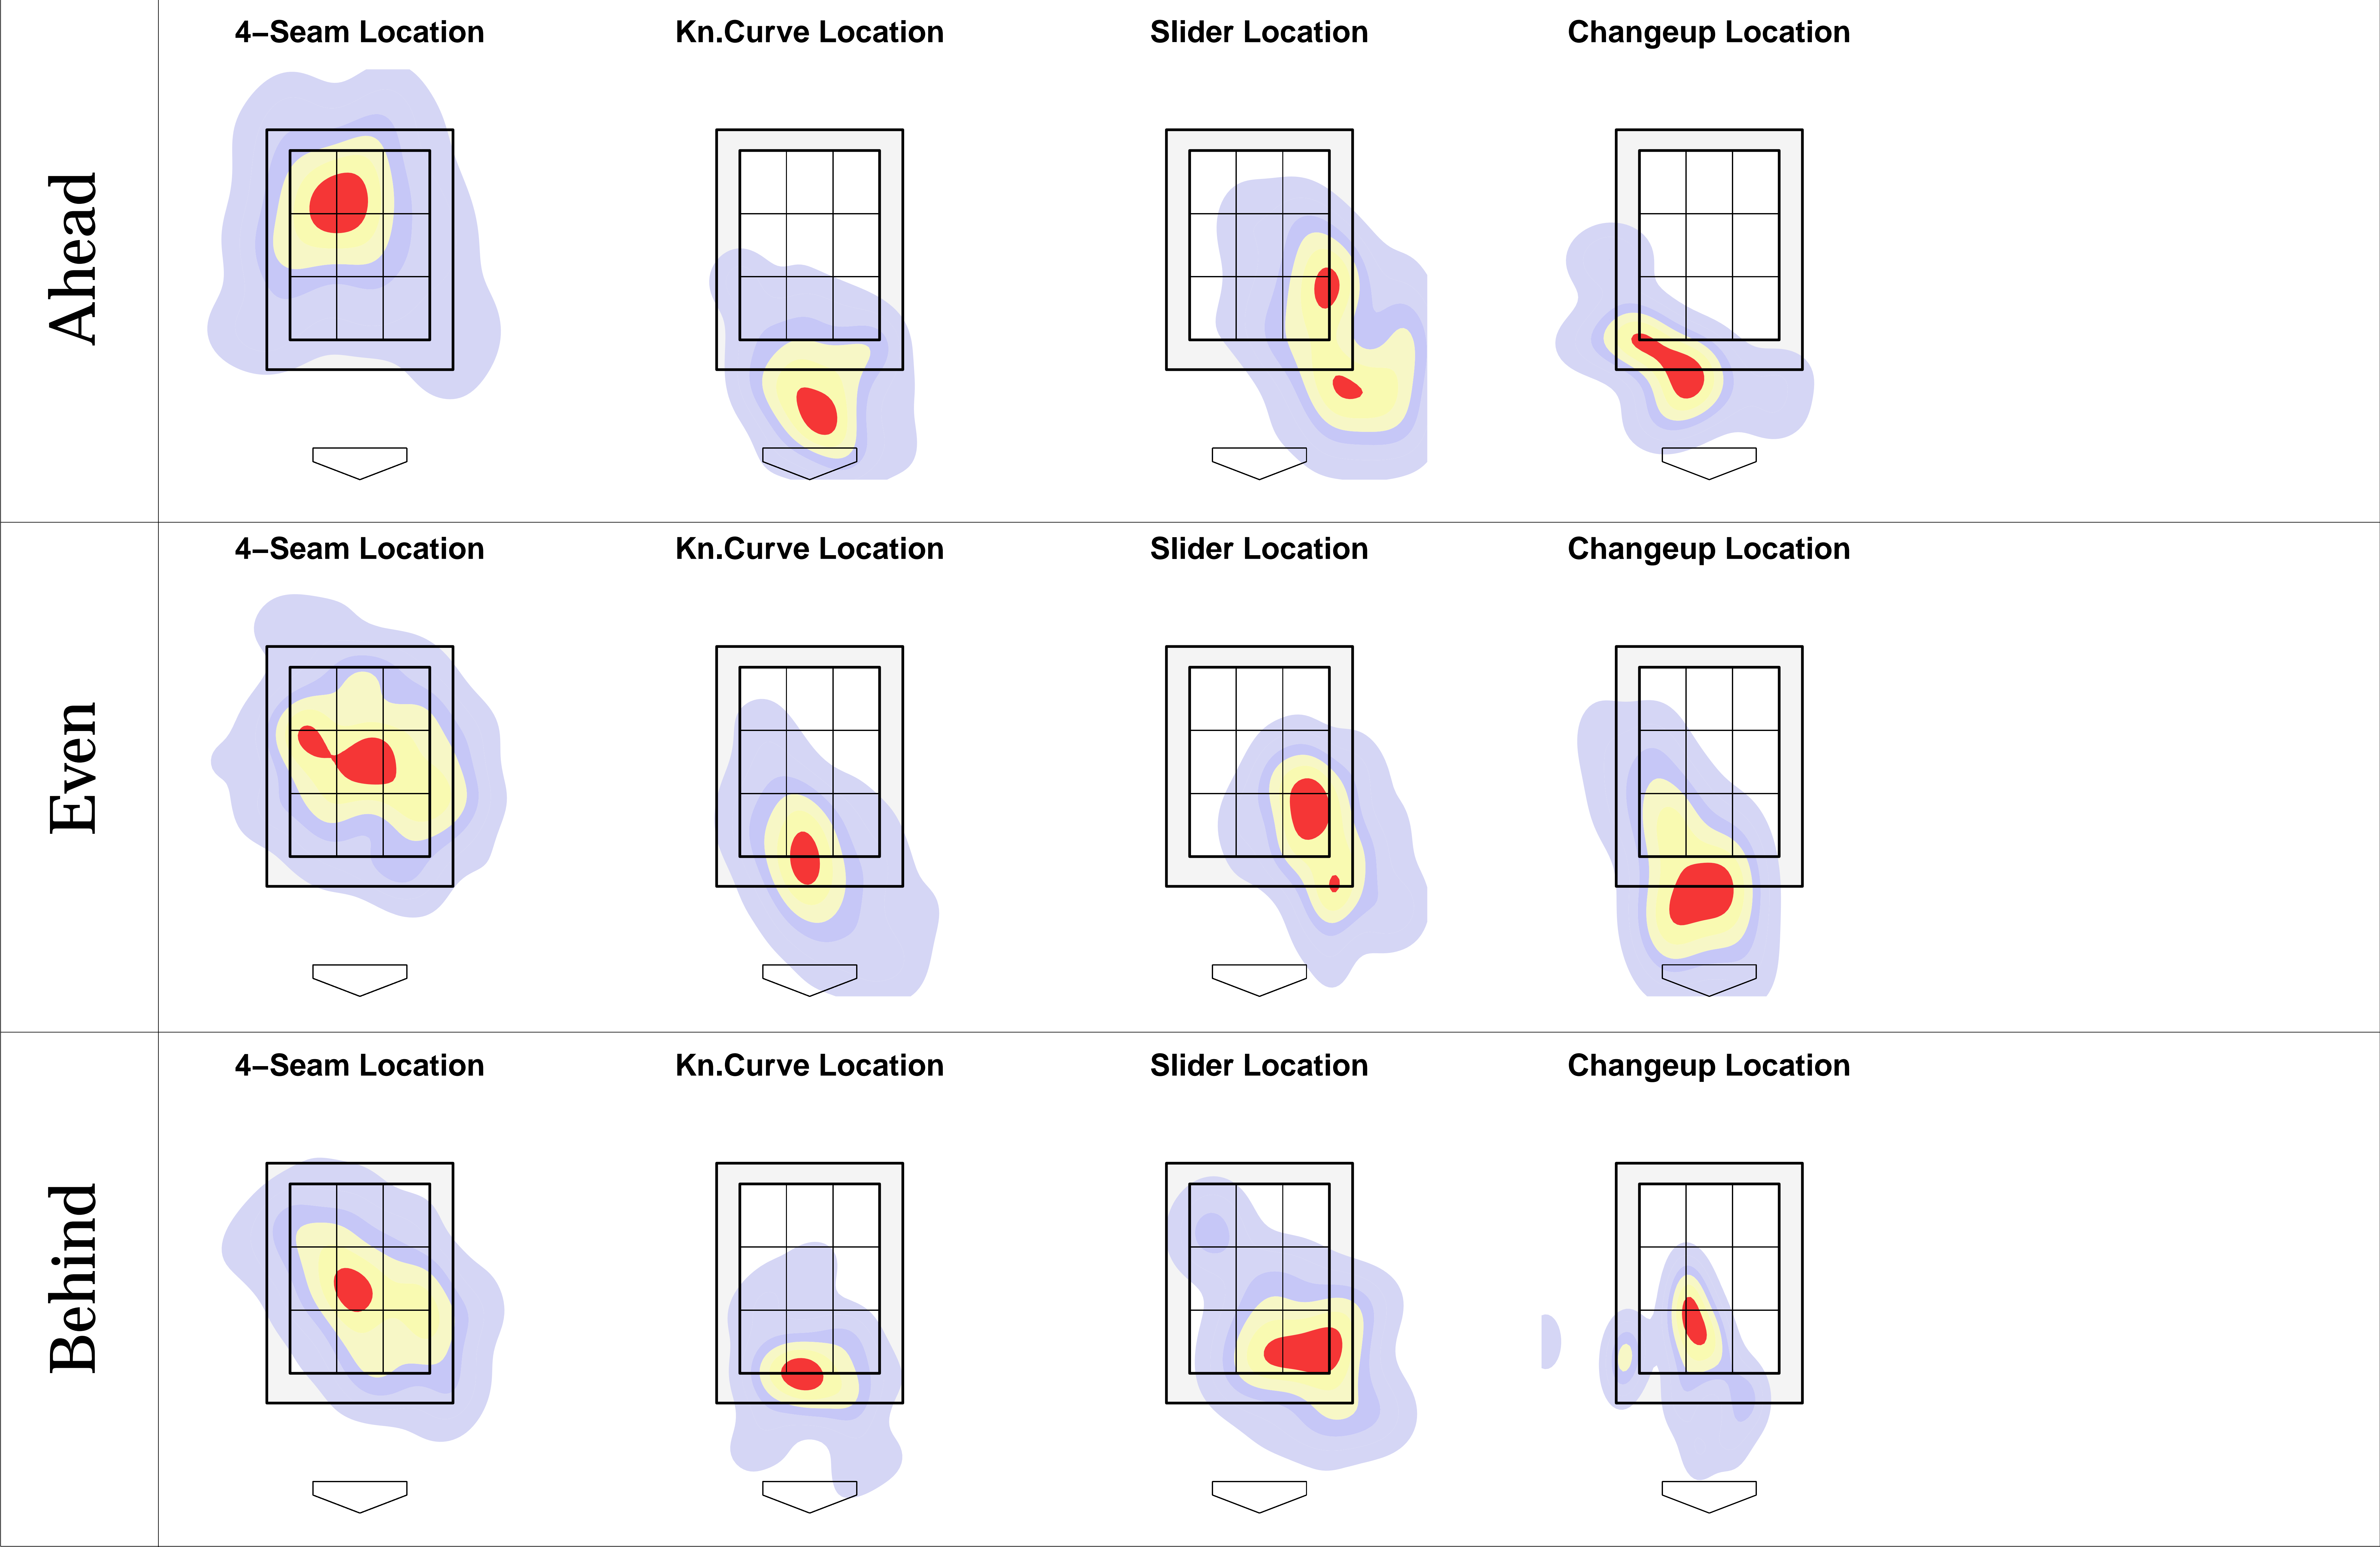 4−Seam Location
Kn.Curve Location
Slider Location
Changeup Location
Ahead
4−Seam Location
Kn.Curve Location
Slider Location
Changeup Location
Even
4−Seam Location
Kn.Curve Location
Slider Location
Changeup Location
Behind